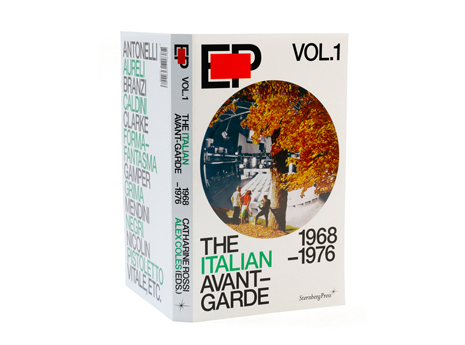 ANTONELLI
AURELI
BRANZI
CALDINI
CLARKE
FORMA-
FANTASMA
GAMPER
GRIMA
MENDINI
NEGRI
NICOLIN
PISTOLETTO
VITALE, ETC.
EP
VOL.1
THE ITALIAN
AVANT-GARDE
1968
–1976
CATHARINE ROSSI
ALEX COLES (EDS.)
EP
VOL.1
THE
ITALIAN
AVANT-
GARDE
1968
–1976
SternbergPress